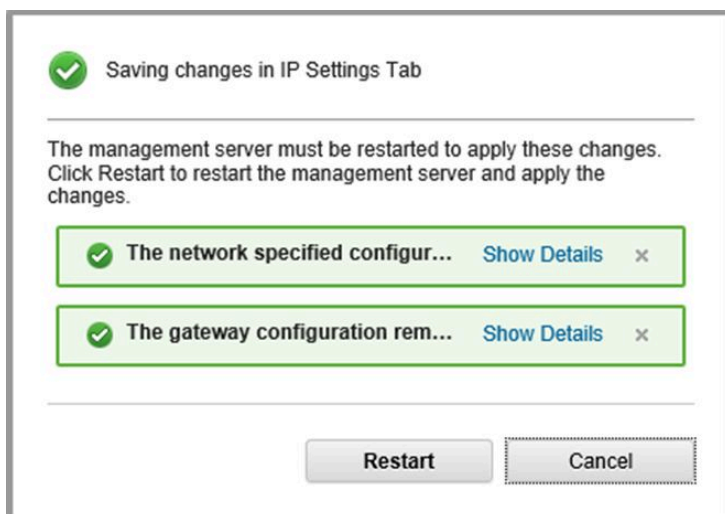 Saving changes in IP Settings Tab
The management server must be restarted to apply these changes.
Click Restart to restart the management server and apply the
changes.
The network specified configur... Show Details ×
The gateway configuration rem... Show Details ×
Restart Cancel